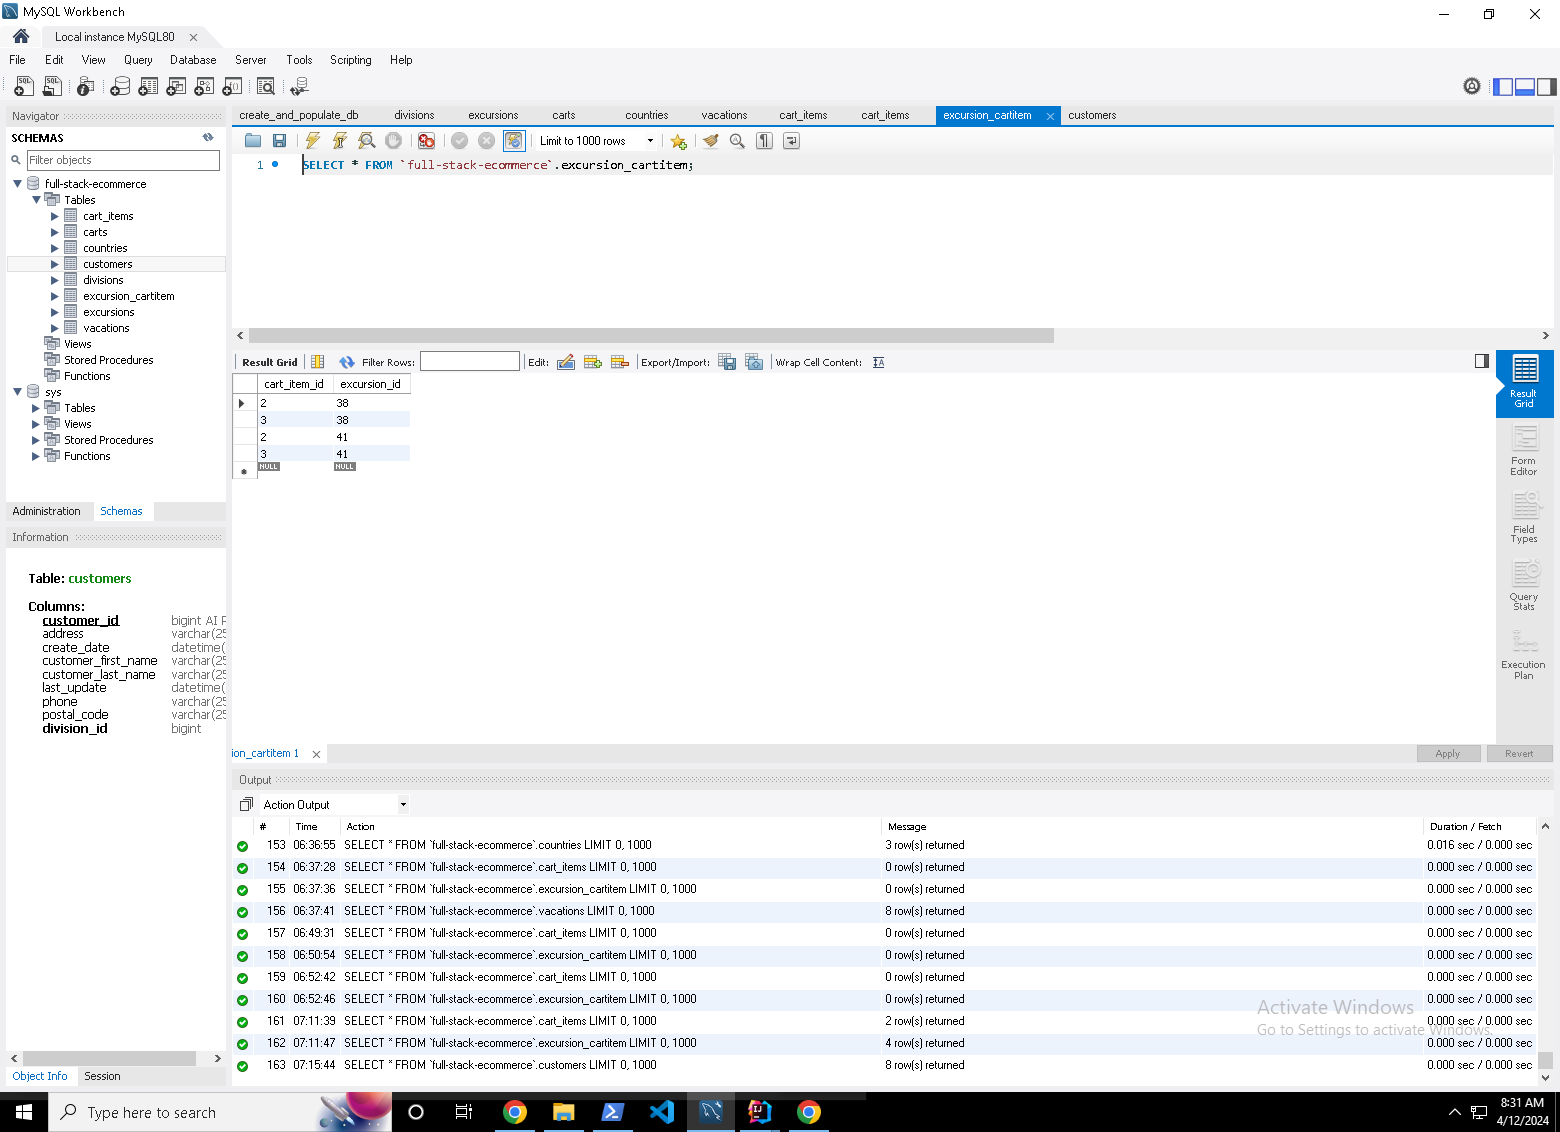 MySQL Workbench
Local instance MySQL80
File Edit View Query Database Server Tools Scripting Help
Navigator
SCHEMAS
Filter objects
full-stack-ecommerce
Tables
cart_items
carts
countries
customers
divisions
excursion_cartitem
excursions
vacations
Views
Stored Procedures
Functions
sys
Tables
Views
Stored Procedures
Functions
Administration Schemas
Information
Table: customers
Columns:
customer_id bigint AI P
address varchar(25
create_date datetime(
customer_first_name varchar(25
customer_last_name varchar(25
last_update datetime(
phone varchar(25
postal_code varchar(25
division_id bigint
Object Info Session
create_and_populate_db divisions excursions carts countries vacations cart_items cart_items excursion_cartitem customers
Limit to 1000 rows
1 SELECT * FROM `full-stack-ecommerce`.excursion_cartitem;
Result Grid Filter Rows: Edit: Export/Import: Wrap Cell Content:
cart_item_id excursion_id
2 38
3 38
2 41
3 41
NULL NULL
Result Grid
Form Editor
Field Types
Query Stats
Execution Plan
ion_cartitem 1
Apply Revert
Output
Action Output
# Time Action Message Duration / Fetch
153 06:36:55 SELECT * FROM `full-stack-ecommerce`.countries LIMIT 0, 1000 3 row(s) returned 0.016 sec / 0.000 sec
154 06:37:28 SELECT * FROM `full-stack-ecommerce`.cart_items LIMIT 0, 1000 0 row(s) returned 0.000 sec / 0.000 sec
155 06:37:36 SELECT * FROM `full-stack-ecommerce`.excursion_cartitem LIMIT 0, 1000 0 row(s) returned 0.000 sec / 0.000 sec
156 06:37:41 SELECT * FROM `full-stack-ecommerce`.vacations LIMIT 0, 1000 8 row(s) returned 0.000 sec / 0.000 sec
157 06:49:31 SELECT * FROM `full-stack-ecommerce`.cart_items LIMIT 0, 1000 0 row(s) returned 0.000 sec / 0.000 sec
158 06:50:54 SELECT * FROM `full-stack-ecommerce`.excursion_cartitem LIMIT 0, 1000 0 row(s) returned 0.000 sec / 0.000 sec
159 06:52:42 SELECT * FROM `full-stack-ecommerce`.cart_items LIMIT 0, 1000 0 row(s) returned 0.000 sec / 0.000 sec
160 06:52:46 SELECT * FROM `full-stack-ecommerce`.excursion_cartitem LIMIT 0, 1000 0 row(s) returned 0.000 sec / 0.000 sec
161 07:11:39 SELECT * FROM `full-stack-ecommerce`.cart_items LIMIT 0, 1000 2 row(s) returned 0.000 sec / 0.000 sec
162 07:11:47 SELECT * FROM `full-stack-ecommerce`.excursion_cartitem LIMIT 0, 1000 4 row(s) returned 0.000 sec / 0.000 sec
163 07:15:44 SELECT * FROM `full-stack-ecommerce`.customers LIMIT 0, 1000 8 row(s) returned 0.000 sec / 0.000 sec
Activate Windows
Go to Settings to activate Windows.
Type here to search
8:31 AM
4/12/2024